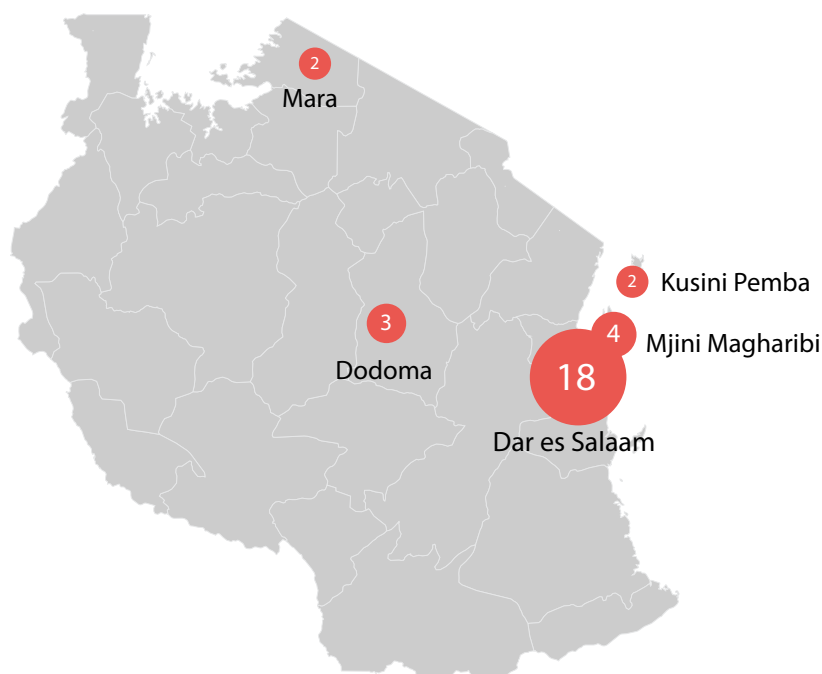 2
Mara
2
Kusini Pemba
4
Mjini Magharibi
3
Dodoma
18
Dar es Salaam